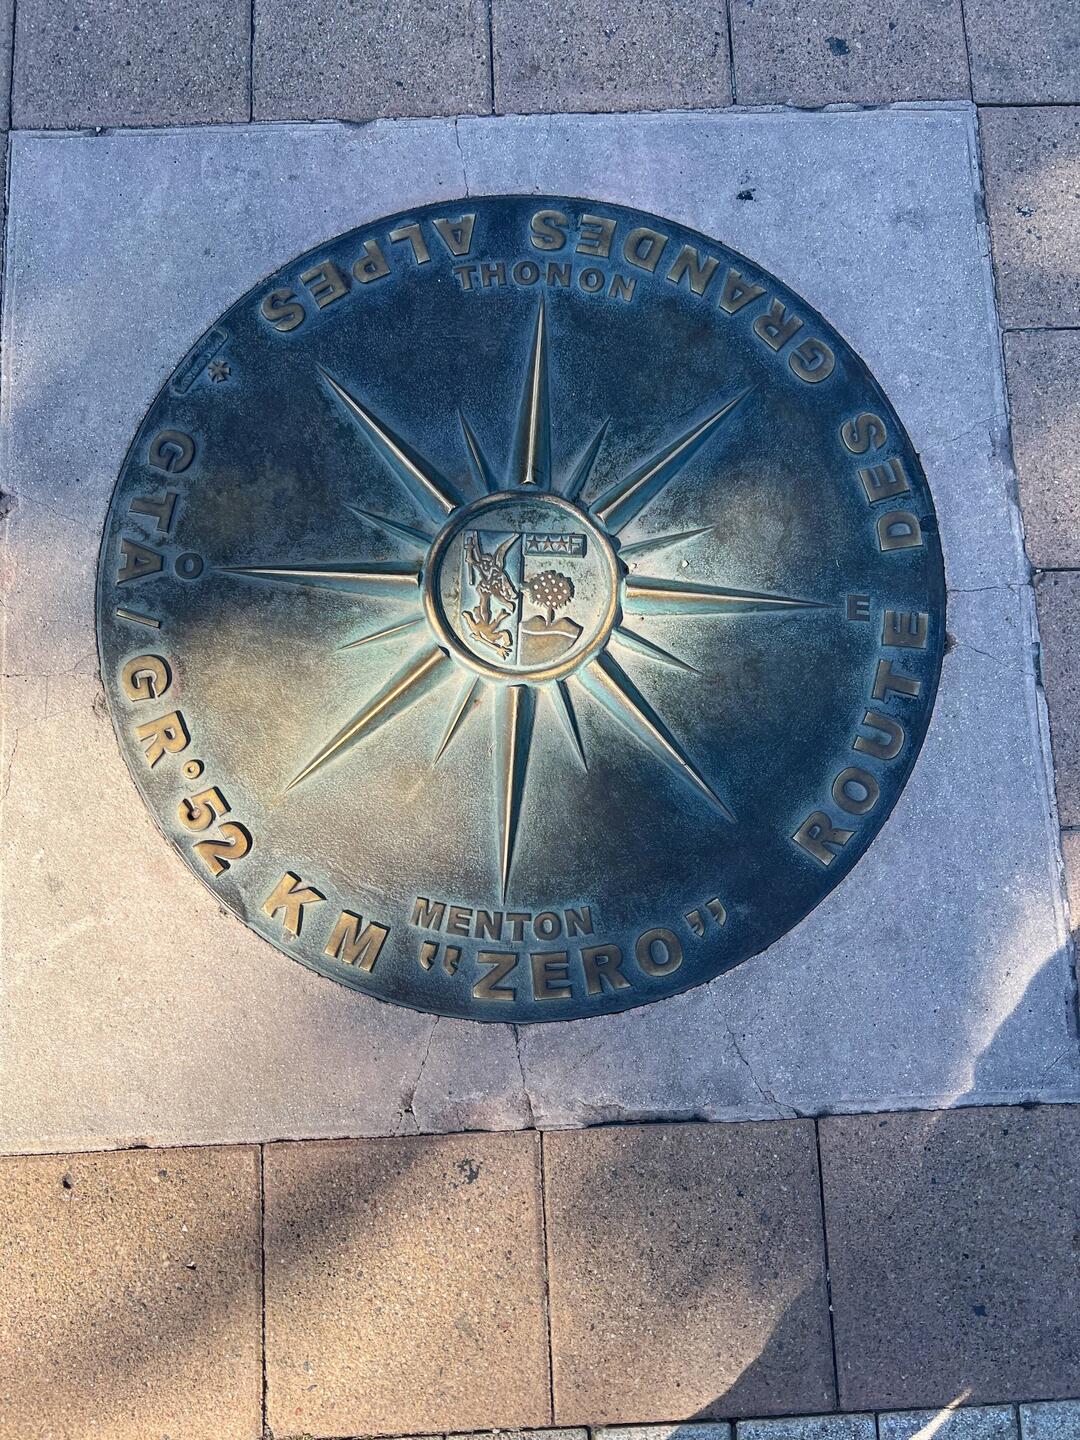 ROUTE DES GRANDES ALPES
THONON
O
E
MENTON
GTA/GR°52 KM "ZERO"